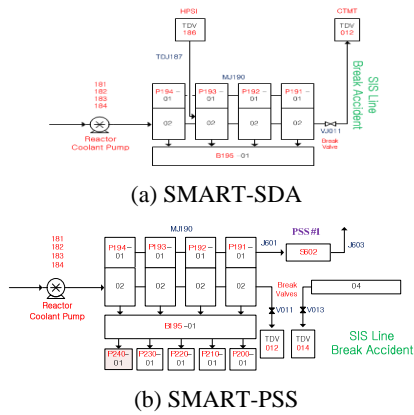 HPSI
CTMT
TDV
186
TDV
012
TDJ187
SIS Line
Break Accident
181
182
183
184
MJ190
P194-
01
P193-
01
P192-
01
P191-
01
02
02
02
02
VJ011
Break
Valve
Reactor
Coolant Pump
B195-01
(a) SMART-SDA
181
182
183
184
MJ190
PSS#1
P194-
01
P193-
01
P192-
01
P191-
01
J601
S602
J603
02
02
02
02
Break
Valves
04
Reactor
Coolant Pump
V011
V013
B195-01
TDV
012
TDV
014
SIS Line
Break Accident
P240-
01
P230-
01
P220-
01
P210-
01
P200-
01
(b) SMART-PSS